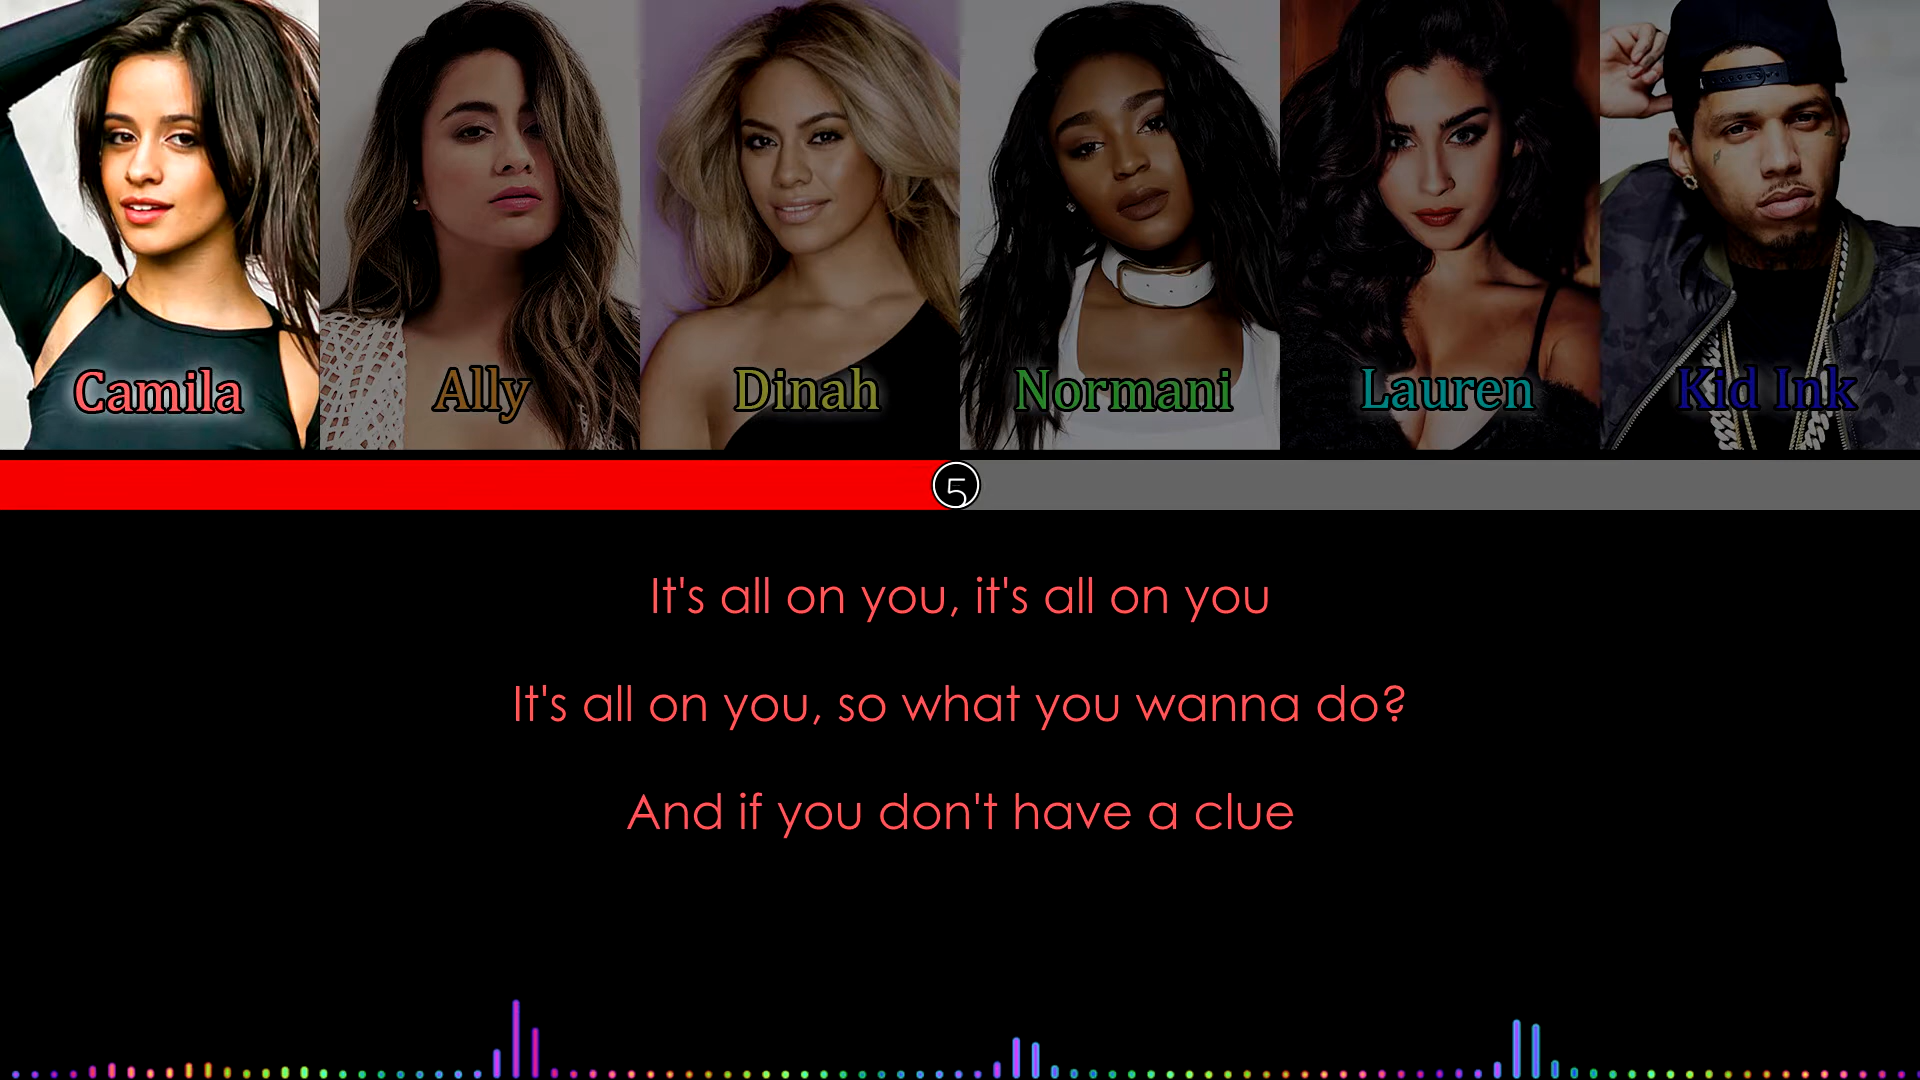 Camila Ally Dinah Normani Lauren Kid Ink
5
It's all on you, it's all on you
It's all on you, so what you wanna do?
And if you don't have a clue